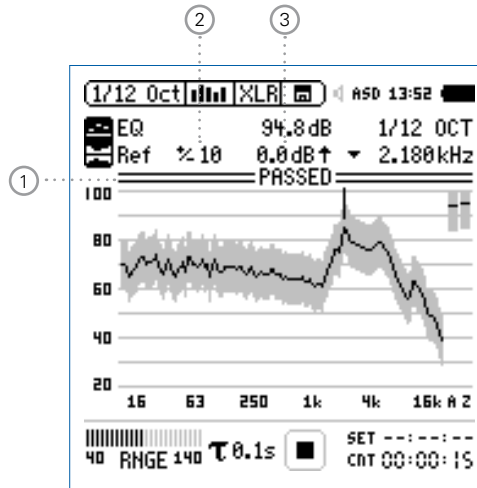 2 3
1/12 Oct XLR ASD 13:52
EQ 94.8dB 1/12 OCT
Ref ⁺⁄₋ 10 0.0dB↑ ▾ 2.180kHz
1
PASSED
100
80
60
40
20
16 63 250 1k 4k 16k A Z
40 RNGE 140 τ 0.1s SET --:--:--
CNT 00:00:15